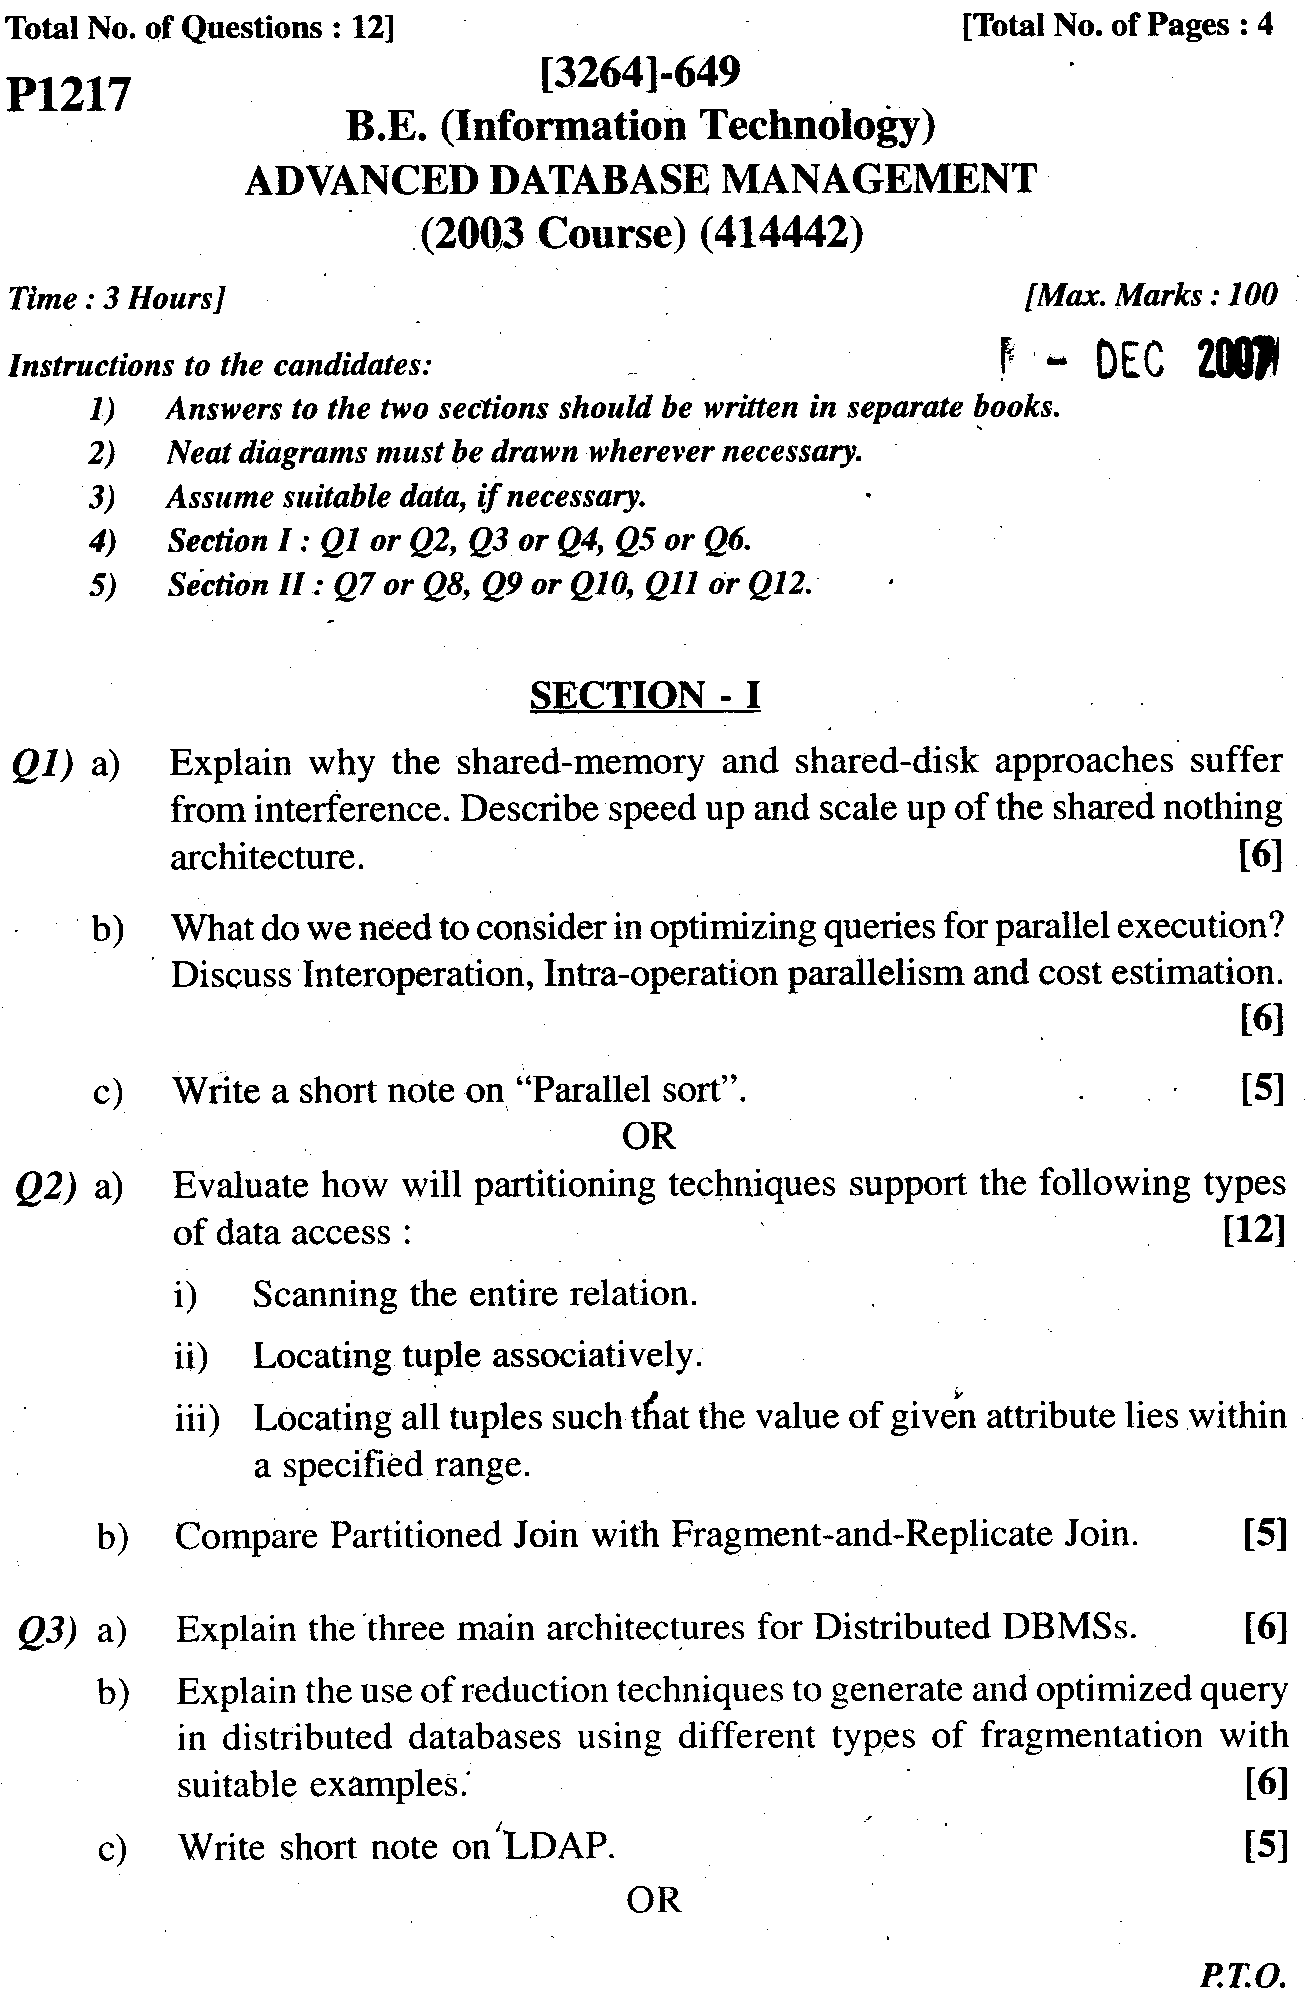 Total No. of Questions : 12]
[Total No. of Pages : 4
P1217
[3264]-649
B.E. (Information Technology)
ADVANCED DATABASE MANAGEMENT
(2003 Course) (414442)
Time : 3 Hours]
[Max. Marks : 100
- DEC 2007
Instructions to the candidates:
1) Answers to the two sections should be written in separate books.
2) Neat diagrams must be drawn wherever necessary.
3) Assume suitable data, if necessary.
4) Section I : Q1 or Q2, Q3 or Q4, Q5 or Q6.
5) Section II : Q7 or Q8, Q9 or Q10, Q11 or Q12.
SECTION - I
Q1) a) Explain why the shared-memory and shared-disk approaches suffer
from interference. Describe speed up and scale up of the shared nothing
architecture. [6]
b) What do we need to consider in optimizing queries for parallel execution?
Discuss Interoperation, Intra-operation parallelism and cost estimation.
[6]
c) Write a short note on “Parallel sort”. [5]
OR
Q2) a) Evaluate how will partitioning techniques support the following types
of data access : [12]
i) Scanning the entire relation.
ii) Locating tuple associatively.
iii) Locating all tuples such that the value of given attribute lies within
a specified range.
b) Compare Partitioned Join with Fragment-and-Replicate Join. [5]
Q3) a) Explain the three main architectures for Distributed DBMSs. [6]
b) Explain the use of reduction techniques to generate and optimized query
in distributed databases using different types of fragmentation with
suitable examples. [6]
c) Write short note on LDAP. [5]
OR
P.T.O.